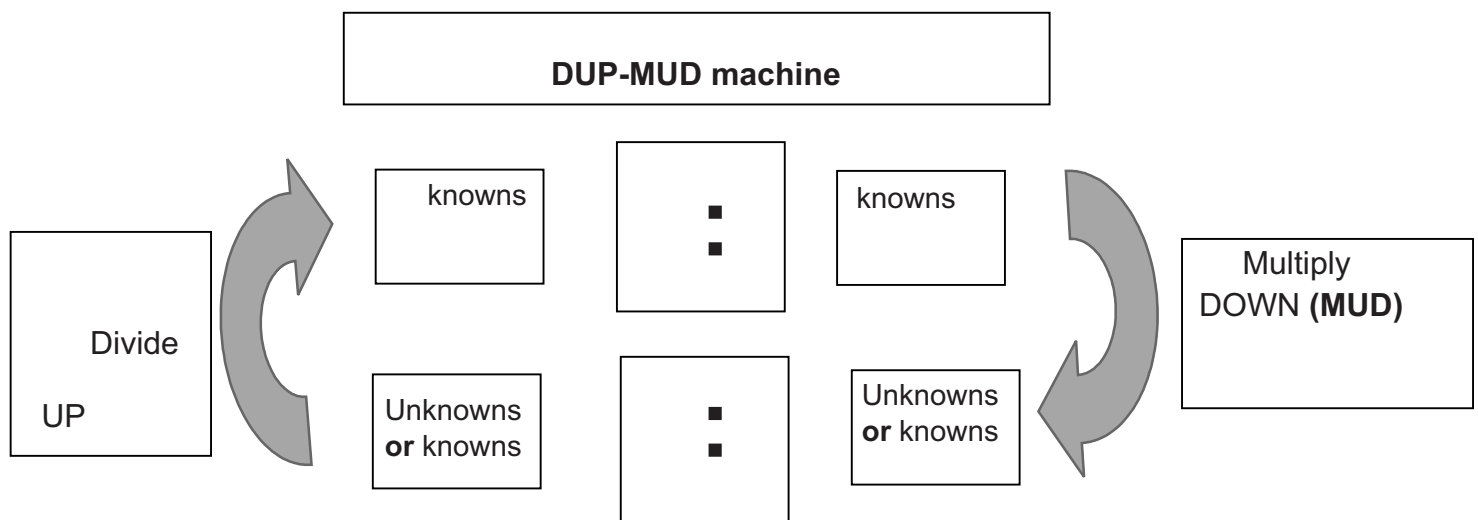 DUP-MUD machine
knowns
:
knowns
Divide
UP
Multiply
DOWN (MUD)
Unknowns
or knowns
:
Unknowns
or knowns